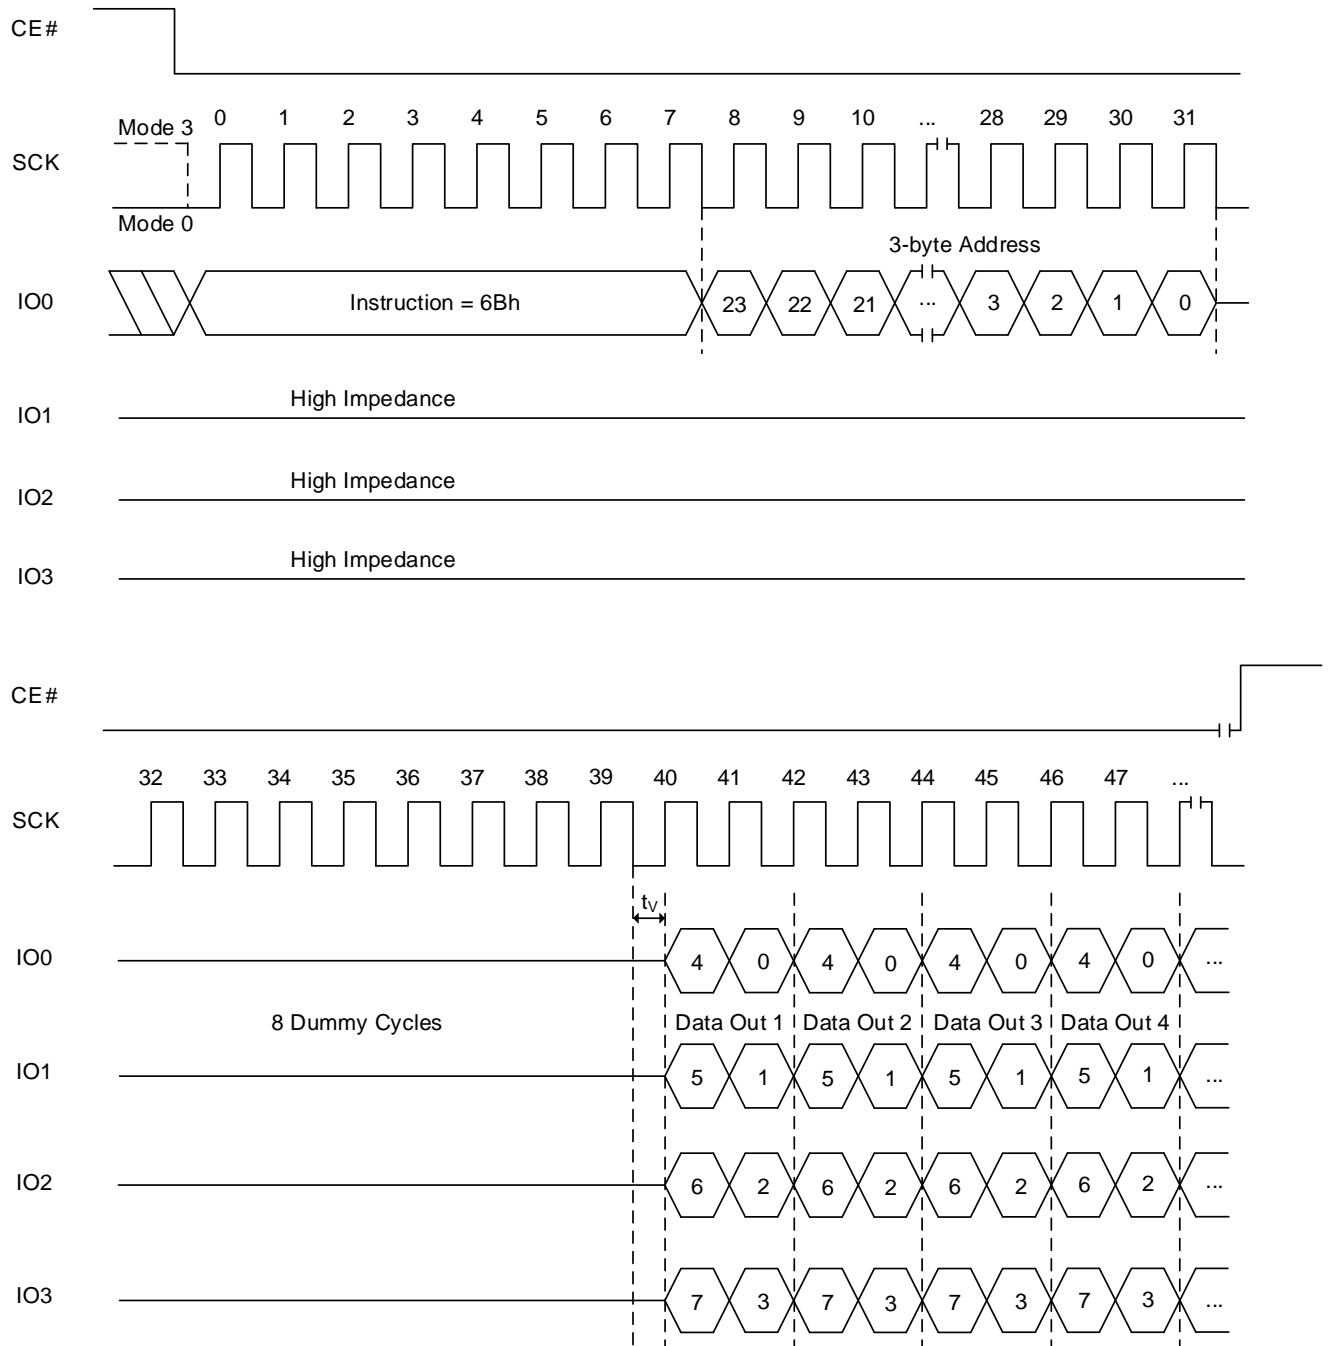 CE#
Mode 3
0 1 2 3 4 5 6 7 8 9 10 ... 28 29 30 31
SCK
Mode 0
3-byte Address
IO0
Instruction = 6Bh
23 22 21 ... 3 2 1 0
IO1
High Impedance
IO2
High Impedance
IO3
High Impedance
CE#
32 33 34 35 36 37 38 39 40 41 42 43 44 45 46 47 ...
SCK
tV
IO0
4 0 4 0 4 0 4 0 ...
8 Dummy Cycles
Data Out 1 Data Out 2 Data Out 3 Data Out 4
IO1
5 1 5 1 5 1 5 1 ...
IO2
6 2 6 2 6 2 6 2 ...
IO3
7 3 7 3 7 3 7 3 ...